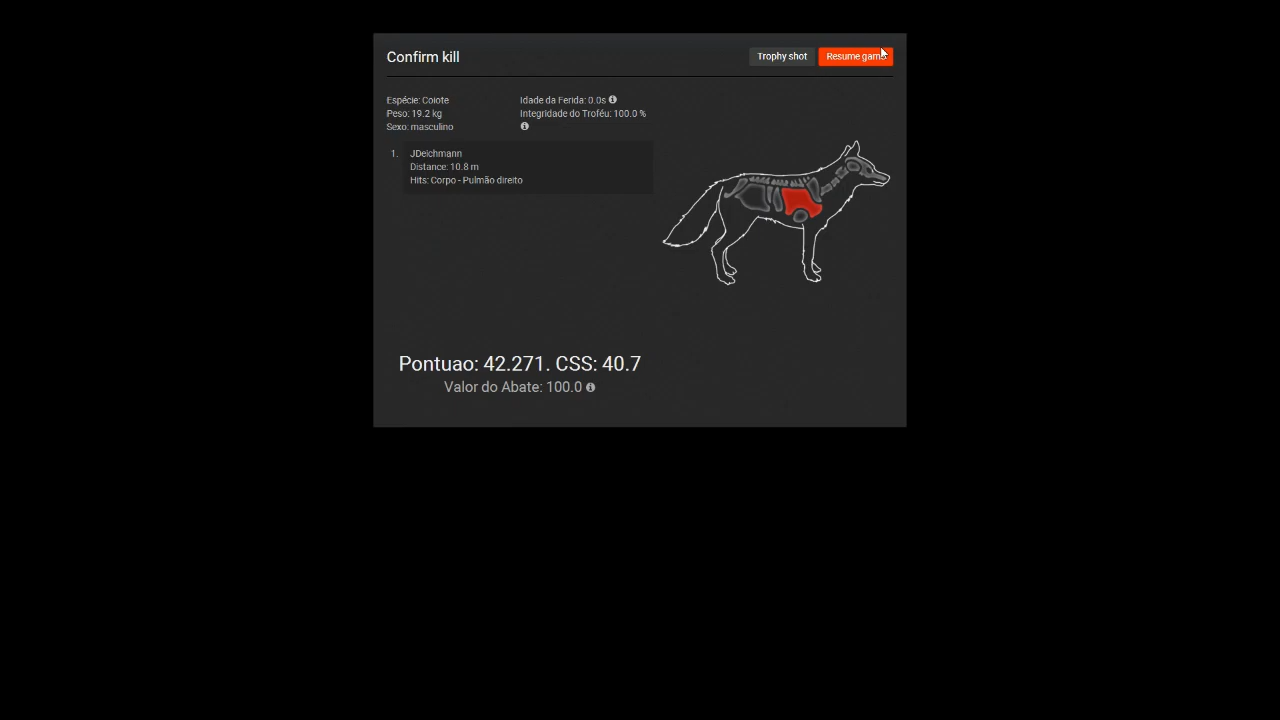 Confirm kill
Trophy shot
Resume game
Espécie: Coiote
Peso: 19.2 kg
Sexo: masculino
Idade da Ferida: 0.0s
Integridade do Troféu: 100.0 %
1.
JDeichmann
Distance: 10.8 m
Hits: Corpo - Pulmão direito
Pontuao: 42.271. CSS: 40.7
Valor do Abate: 100.0